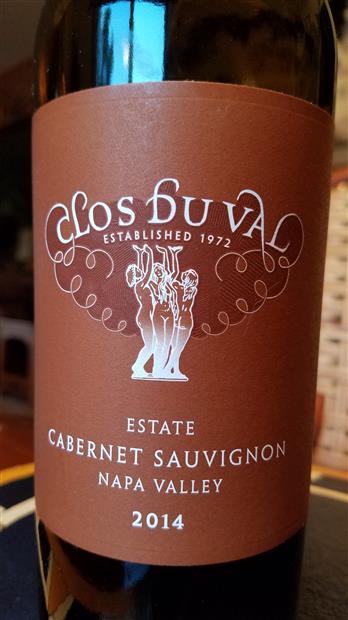 CLOS DU VAL
ESTABLISHED 1972
ESTATE
CABERNET SAUVIGNON
NAPA VALLEY
2014